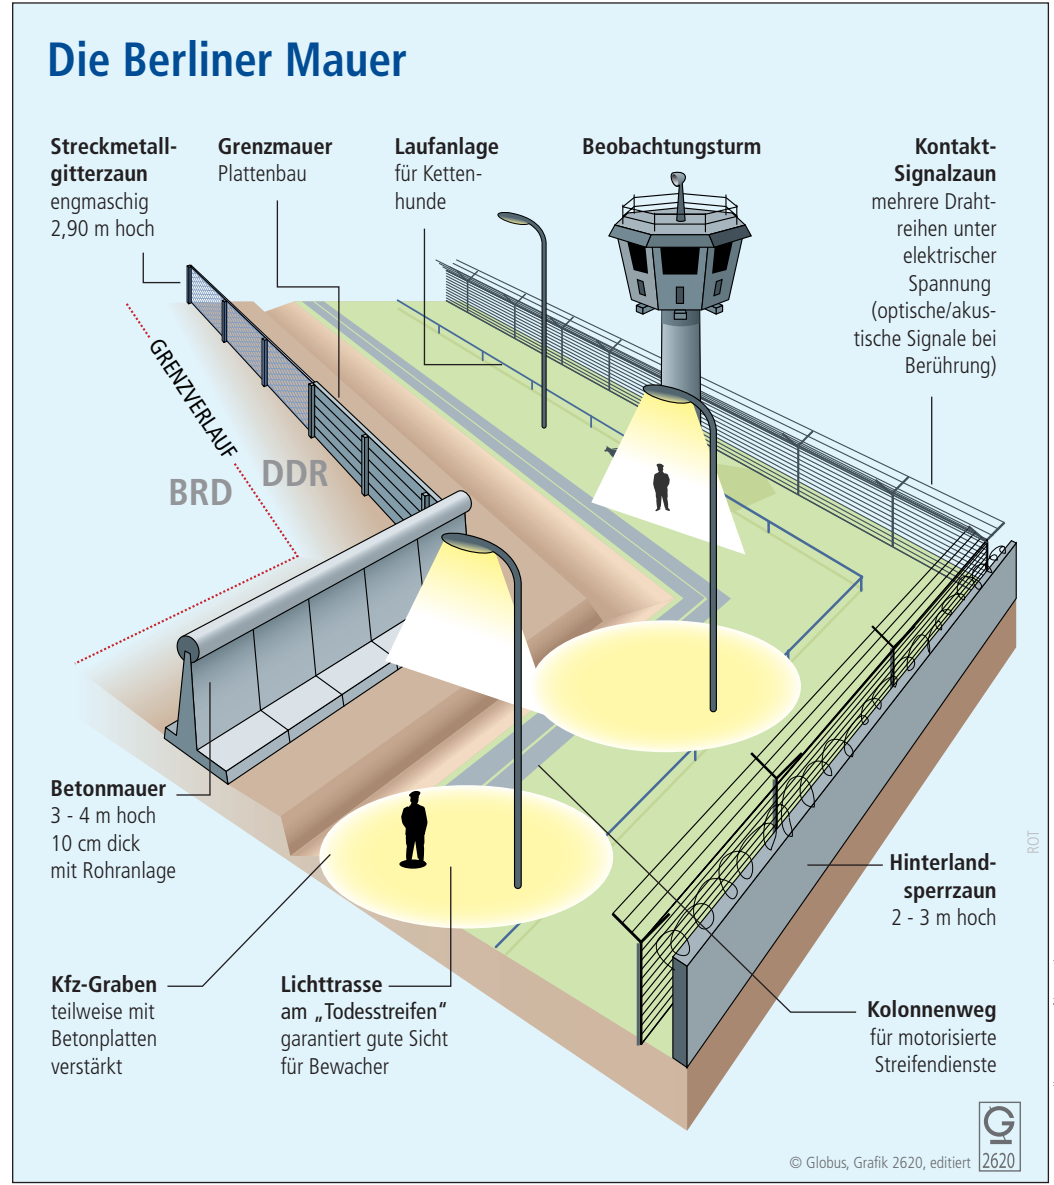 Die Berliner Mauer
Streckmetall-
gitterzaun
engmaschig
2,90 m hoch
Grenzmauer
Plattenbau
Laufanlage
für Ketten-
hunde
Beobachtungsturm
Kontakt-
Signalzaun
mehrere Draht-
reihen unter
elektrischer
Spannung
(optische/akus-
tische Signale bei
Berührung)
GRENZVERLAUF
BRD
DDR
Betonmauer
3 - 4 m hoch
10 cm dick
mit Rohranlage
Kfz-Graben
teilweise mit
Betonplatten
verstärkt
Lichttrasse
am „Todesstreifen“
garantiert gute Sicht
für Bewacher
Hinterland-
sperrzaun
2 - 3 m hoch
Kolonnenweg
für motorisierte
Streifendienste
ROT
© Globus, Grafik 2620, editiert
G
2620